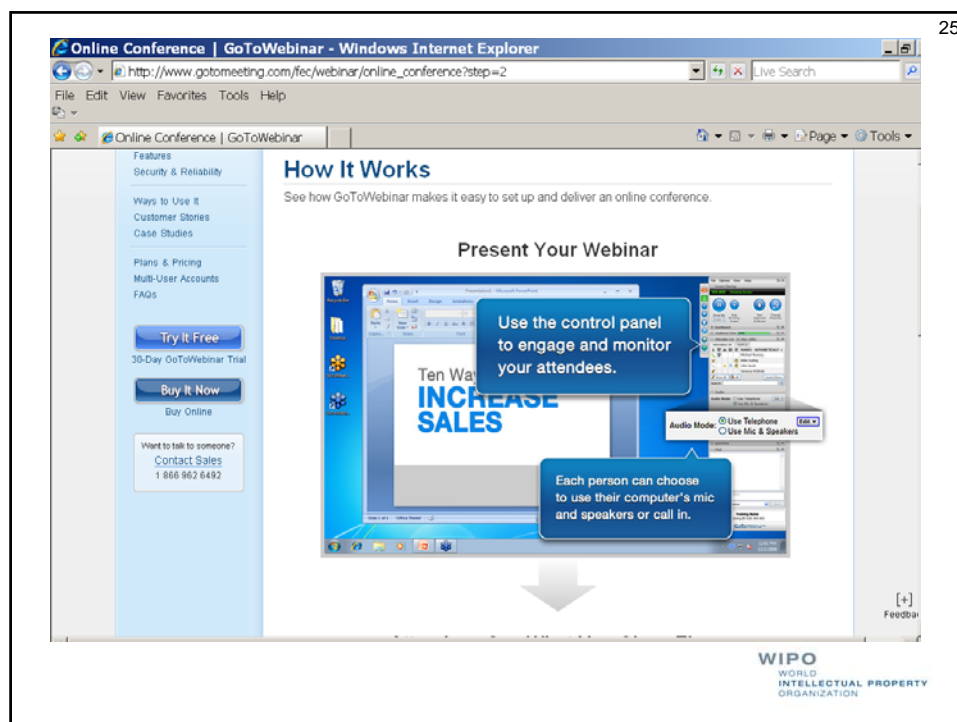 25
Online Conference | GoToWebinar - Windows Internet Explorer
http://www.gotomeeting.com/fec/webinar/online_conference?step=2
Live Search
File Edit View Favorites Tools Help
Online Conference | GoToWebinar
Page Tools
Features
Security & Reliability
Ways to Use It
Customer Stories
Case Studies
Plans & Pricing
Multi-User Accounts
FAQs
Try It Free
30-Day GoToWebinar Trial
Buy It Now
Buy Online
Want to talk to someone?
Contact Sales
1 866 962 6492
How It Works
See how GoToWebinar makes it easy to set up and deliver an online conference.
Present Your Webinar
Use the control panel
to engage and monitor
your attendees.
Ten Wa
INCREASE
SALES
Audio Mode: Use Telephone Edit
Use Mic & Speakers
Each person can choose
to use their computer's mic
and speakers or call in.
[+]
Feedba
WIPO
WORLD
INTELLECTUAL PROPERTY
ORGANIZATION